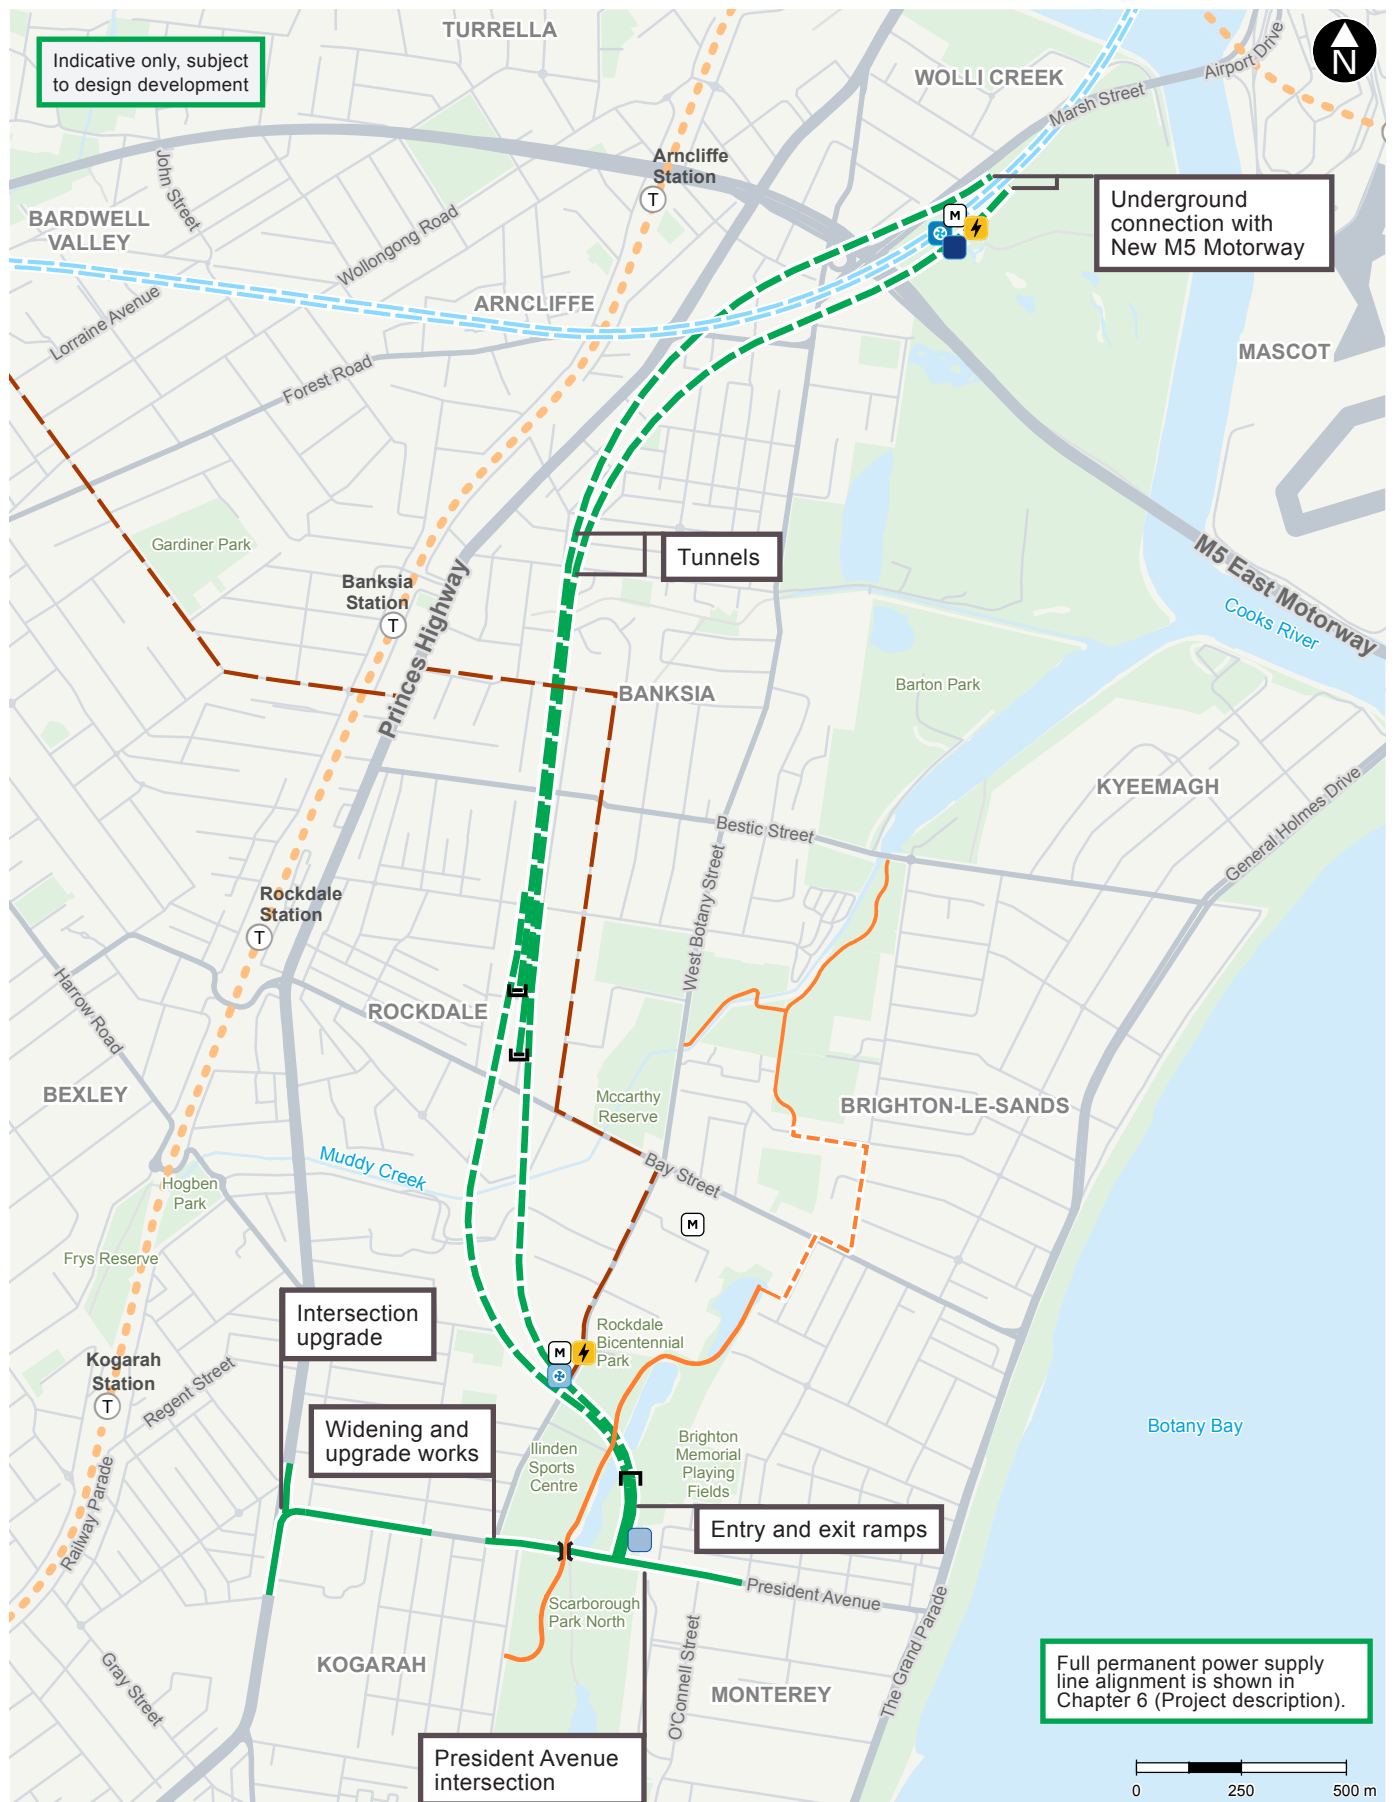 TURRELLA
Indicative only, subject
to design development
WOLLI CREEK
Airport Drive
N
Marsh Street
John Street
Arncliffe
Station
T
BARDWELL
VALLEY
Wollongong Road
M
Underground
connection with
New M5 Motorway
Lorraine Avenue
ARNCLIFFE
MASCOT
Forest Road
Gardiner Park
Tunnels
M5 East Motorway
Cooks River
Banksia
Station
T
Princes Highway
BANKSIA
Barton Park
KYEEMAGH
General Holmes Drive
Bestic Street
West Botany Street
Rockdale
Station
T
Harrow Road
ROCKDALE
BEXLEY
Mccarthy
Reserve
BRIGHTON-LE-SANDS
Muddy Creek
Bay Street
Hogben
Park
M
Frys Reserve
Intersection
upgrade
Rockdale
Bicentennial
Park
M
Kogarah
Station
T
Regent Street
Widening and
upgrade works
Ilinden
Sports
Centre
Brighton
Memorial
Playing
Fields
Botany Bay
Railway Parade
Entry and exit ramps
President Avenue
Scarborough
Park North
The Grand Parade
O'Connell Street
KOGARAH
Gray Street
MONTEREY
Full permanent power supply
line alignment is shown in
Chapter 6 (Project description).
President Avenue
intersection
0 250 500 m